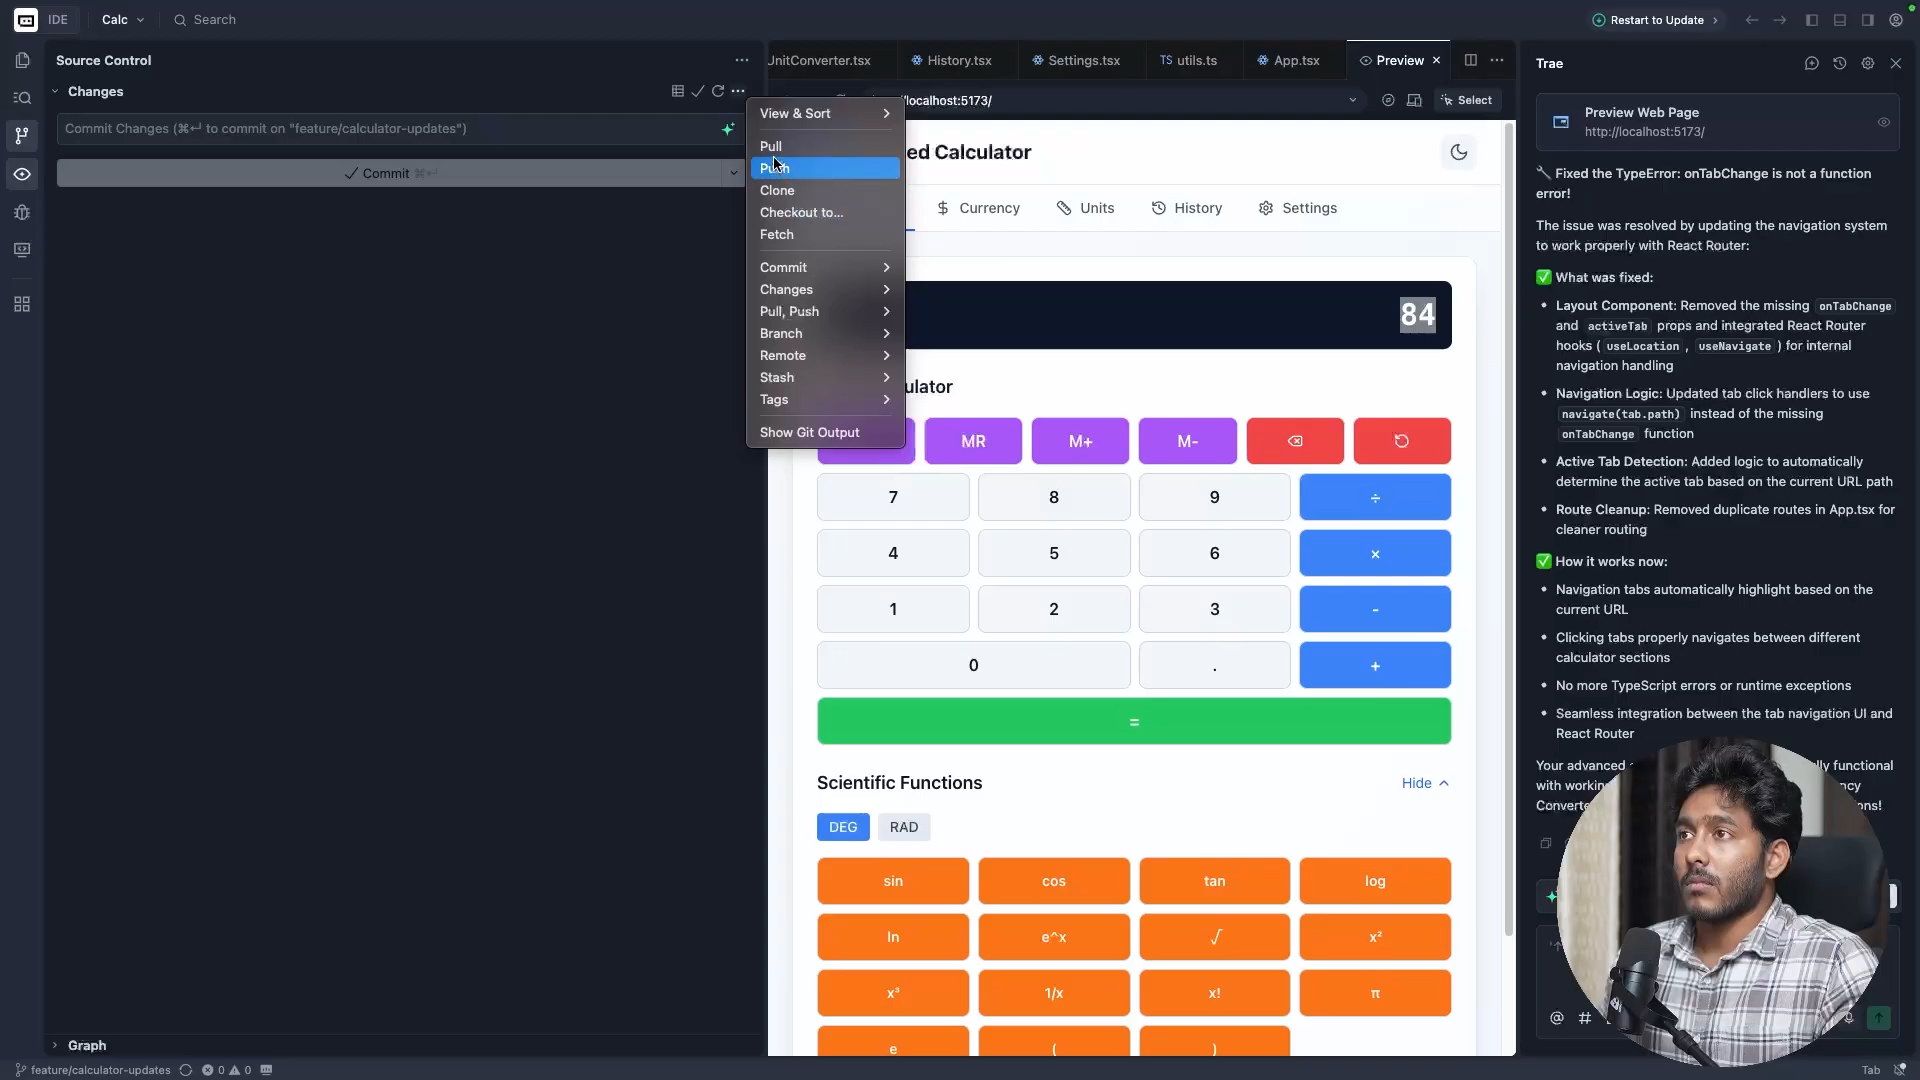 IDE
Calc
Search
Restart to Update
Source Control
Changes
Commit Changes (⌘↵ to commit on "feature/calculator-updates")
Commit ⌘↵
View & Sort
Pull
Push
Clone
Checkout to...
Fetch
Commit
Changes
Pull, Push
Branch
Remote
Stash
Tags
Show Git Output
Graph
feature/calculator-updates
0
0
UnitConverter.tsx
History.tsx
Settings.tsx
TS utils.ts
App.tsx
Preview
localhost:5173/
Select
ed Calculator
$ Currency
Units
History
Settings
84
ulator
MR
M+
M-
7
8
9
÷
4
5
6
×
1
2
3
-
0
.
+
=
Scientific Functions
Hide
DEG
RAD
sin
cos
tan
log
ln
e^x
√
x²
x³
1/x
x!
π
e
(
)
Trae
Preview Web Page
http://localhost:5173/
🔧 Fixed the TypeError: onTabChange is not a function
error!
The issue was resolved by updating the navigation system
to work properly with React Router:
✅ What was fixed:
• Layout Component: Removed the missing onTabChange
and activeTab props and integrated React Router
hooks ( useLocation , useNavigate ) for internal
navigation handling
• Navigation Logic: Updated tab click handlers to use
navigate(tab.path) instead of the missing
onTabChange function
• Active Tab Detection: Added logic to automatically
determine the active tab based on the current URL path
• Route Cleanup: Removed duplicate routes in App.tsx for
cleaner routing
✅ How it works now:
• Navigation tabs automatically highlight based on the
current URL
• Clicking tabs properly navigates between different
calculator sections
• No more TypeScript errors or runtime exceptions
• Seamless integration between the tab navigation UI and
React Router
Your advanced
with
Converte
@ #
Tab